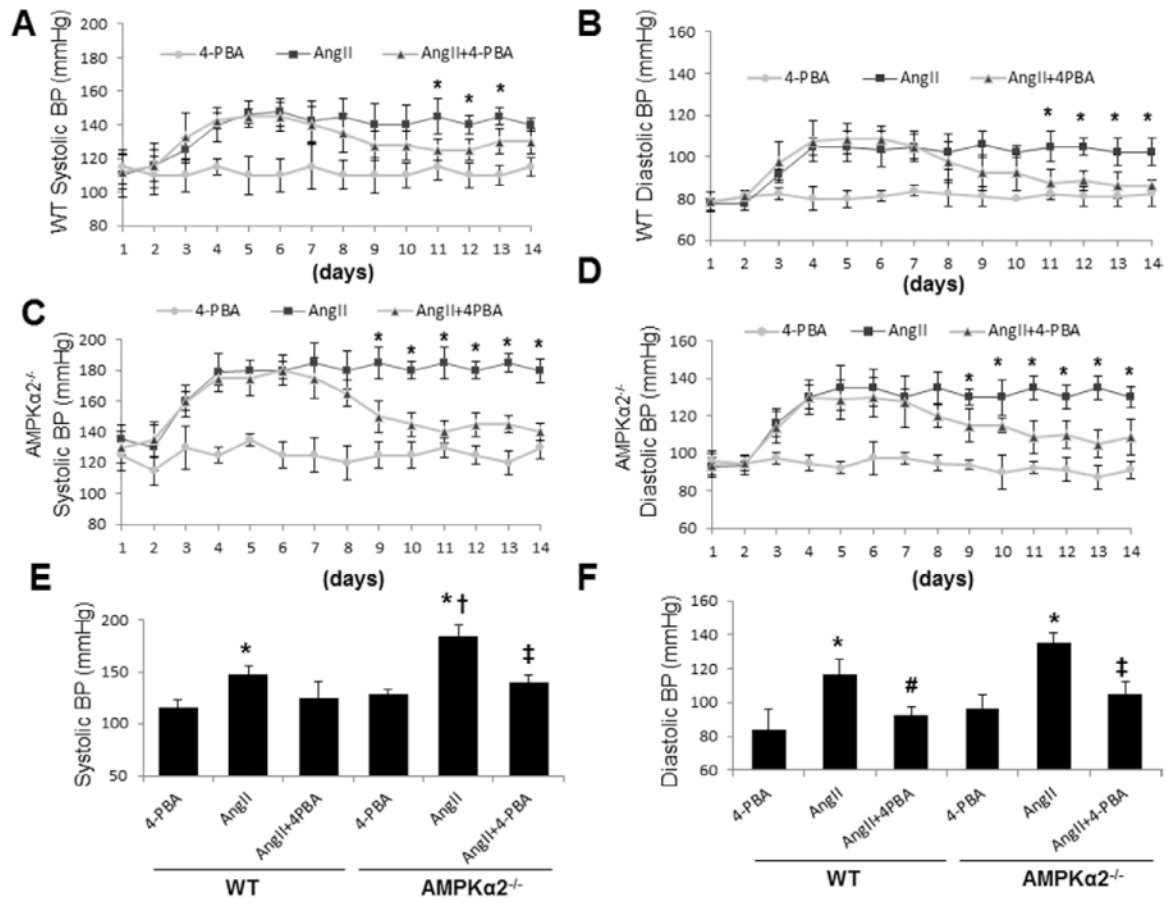 A
WT Systolic BP (mmHg)
200
180
160
140
120
100
80
4-PBA AngII AngII+4-PBA
* * *
1 2 3 4 5 6 7 8 9 10 11 12 13 14
(days)
B
WT Diastolic BP (mmHg)
160
140
120
100
80
60
4-PBA AngII AngII+4PBA
* * * *
1 2 3 4 5 6 7 8 9 10 11 12 13 14
(days)
C
AMPKα2-/-
Systolic BP (mmHg)
200
180
160
140
120
100
80
4-PBA AngII AngII+4PBA
* * * * * *
1 2 3 4 5 6 7 8 9 10 11 12 13 14
(days)
D
AMPKα2-/-
Diastolic BP (mmHg)
160
140
120
100
80
60
4-PBA AngII AngII+4-PBA
* * * * * *
1 2 3 4 5 6 7 8 9 10 11 12 13 14
(days)
E
Systolic BP (mmHg)
200
150
100
50
* *† ‡
4-PBA AngII AngII+4PBA 4-PBA AngII AngII+4-PBA
WT AMPKα2-/-
F
Diastolic BP (mmHg)
160
140
120
100
80
60
* # * ‡
4-PBA AngII AngII+4PBA 4-PBA AngII AngII+4-PBA
WT AMPKα2-/-